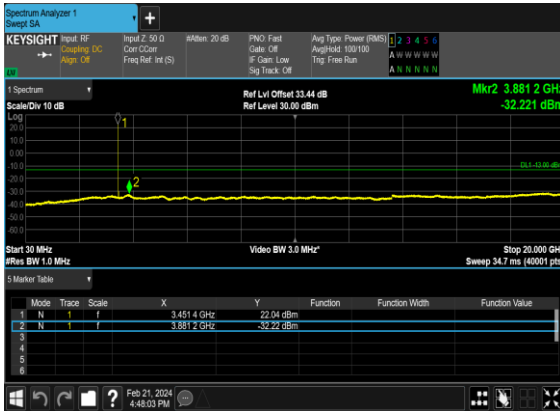 Spectrum Analyzer 1
Swept SA
+
KEYSIGHT Input: RF Input Z: 50 Ω #Atten: 20 dB PNO: Fast Avg Type: Power (RMS) 1 2 3 4 5 6
Coupling: DC Corr CCorr Gate: Off Avg|Hold: 100/100 A W W W W W
Align: Off Freq Ref: Int (S) IF Gain: Low Trig: Free Run
Sig Track: Off A N N N N N
1 Spectrum Ref Lvl Offset 33.44 dB Mkr2 3.881 2 GHz
Scale/Div 10 dB Ref Level 30.00 dBm -32.221 dBm
Log
20.0
10.0
0.00
-10.0
DL1 -13.00 dBm
-20.0
-30.0
-40.0
-50.0
-60.0
1
2
Start 30 MHz Video BW 3.0 MHz* Stop 20.000 GHz
#Res BW 1.0 MHz Sweep 34.7 ms (40001 pts)
5 Marker Table
Mode Trace Scale X Y Function Function Width Function Value
1 N 1 f 3.451 4 GHz 22.04 dBm
2 N 1 f 3.881 2 GHz -32.22 dBm
3
4
5
6
? Feb 21, 2024
4:48:03 PM